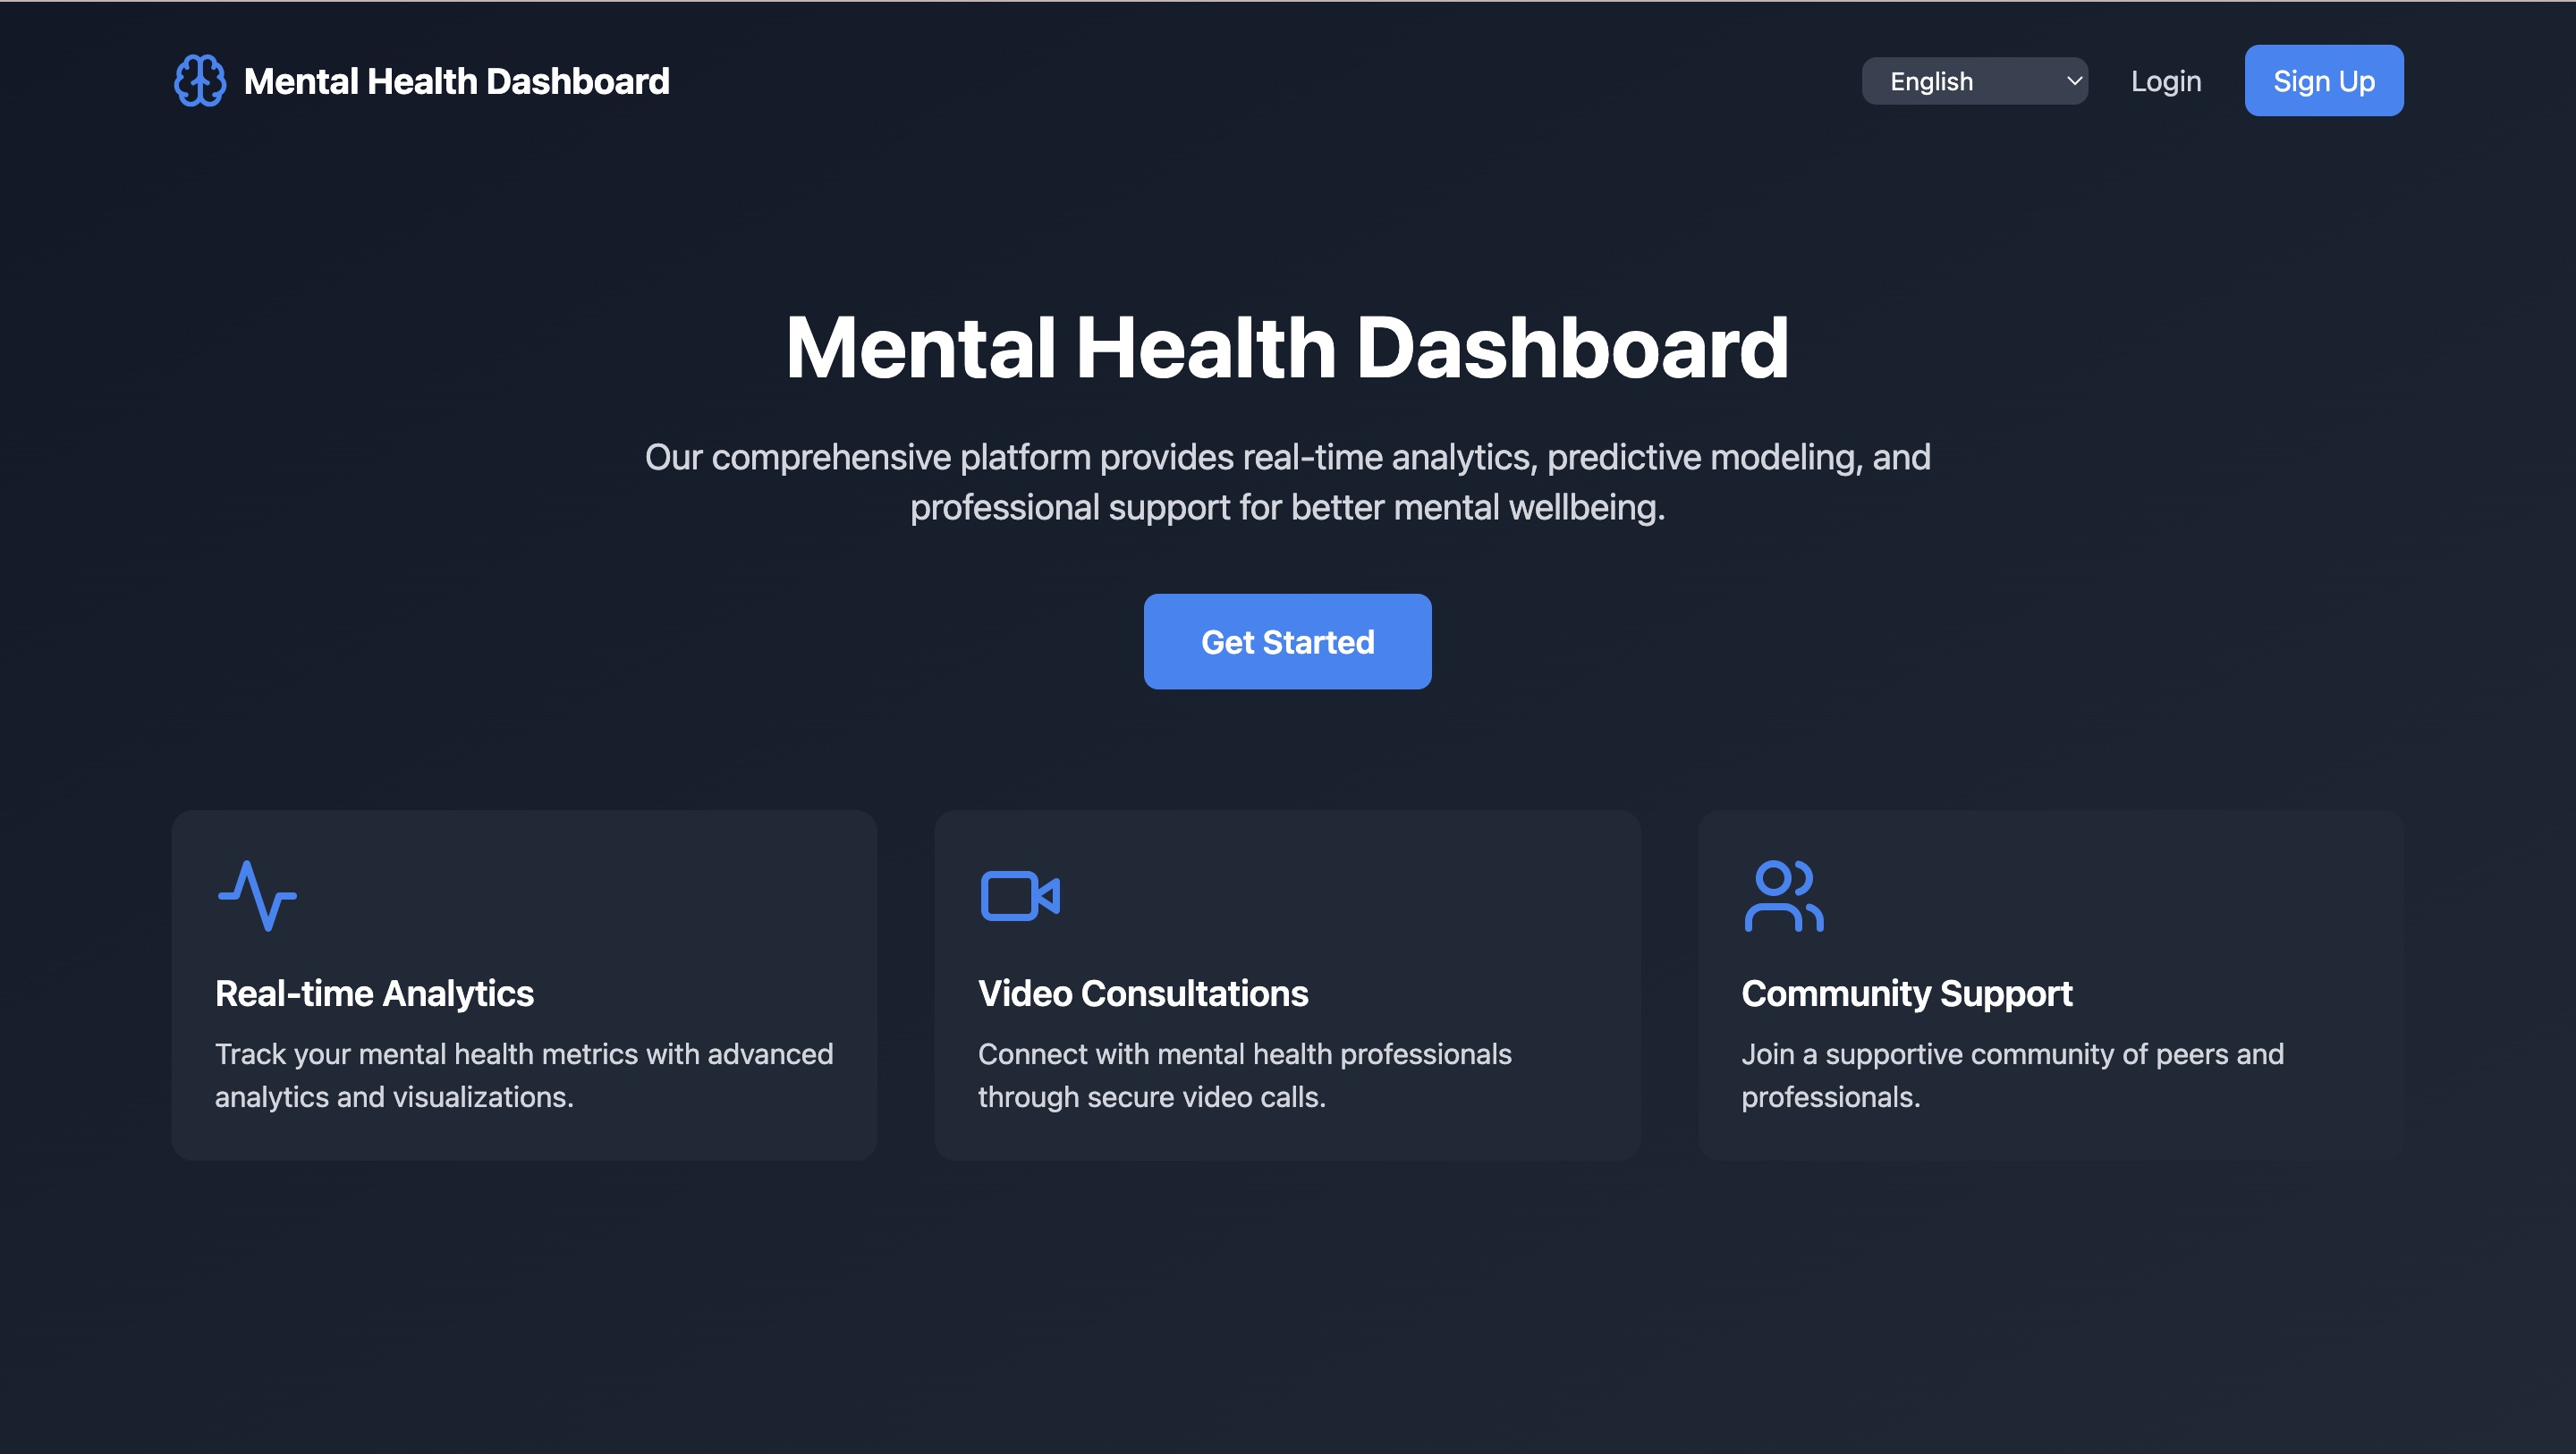 Mental Health Dashboard
English
Login
Sign Up
Mental Health Dashboard
Our comprehensive platform provides real-time analytics, predictive modeling, and
professional support for better mental wellbeing.
Get Started
Real-time Analytics
Track your mental health metrics with advanced
analytics and visualizations.
Video Consultations
Connect with mental health professionals
through secure video calls.
Community Support
Join a supportive community of peers and
professionals.